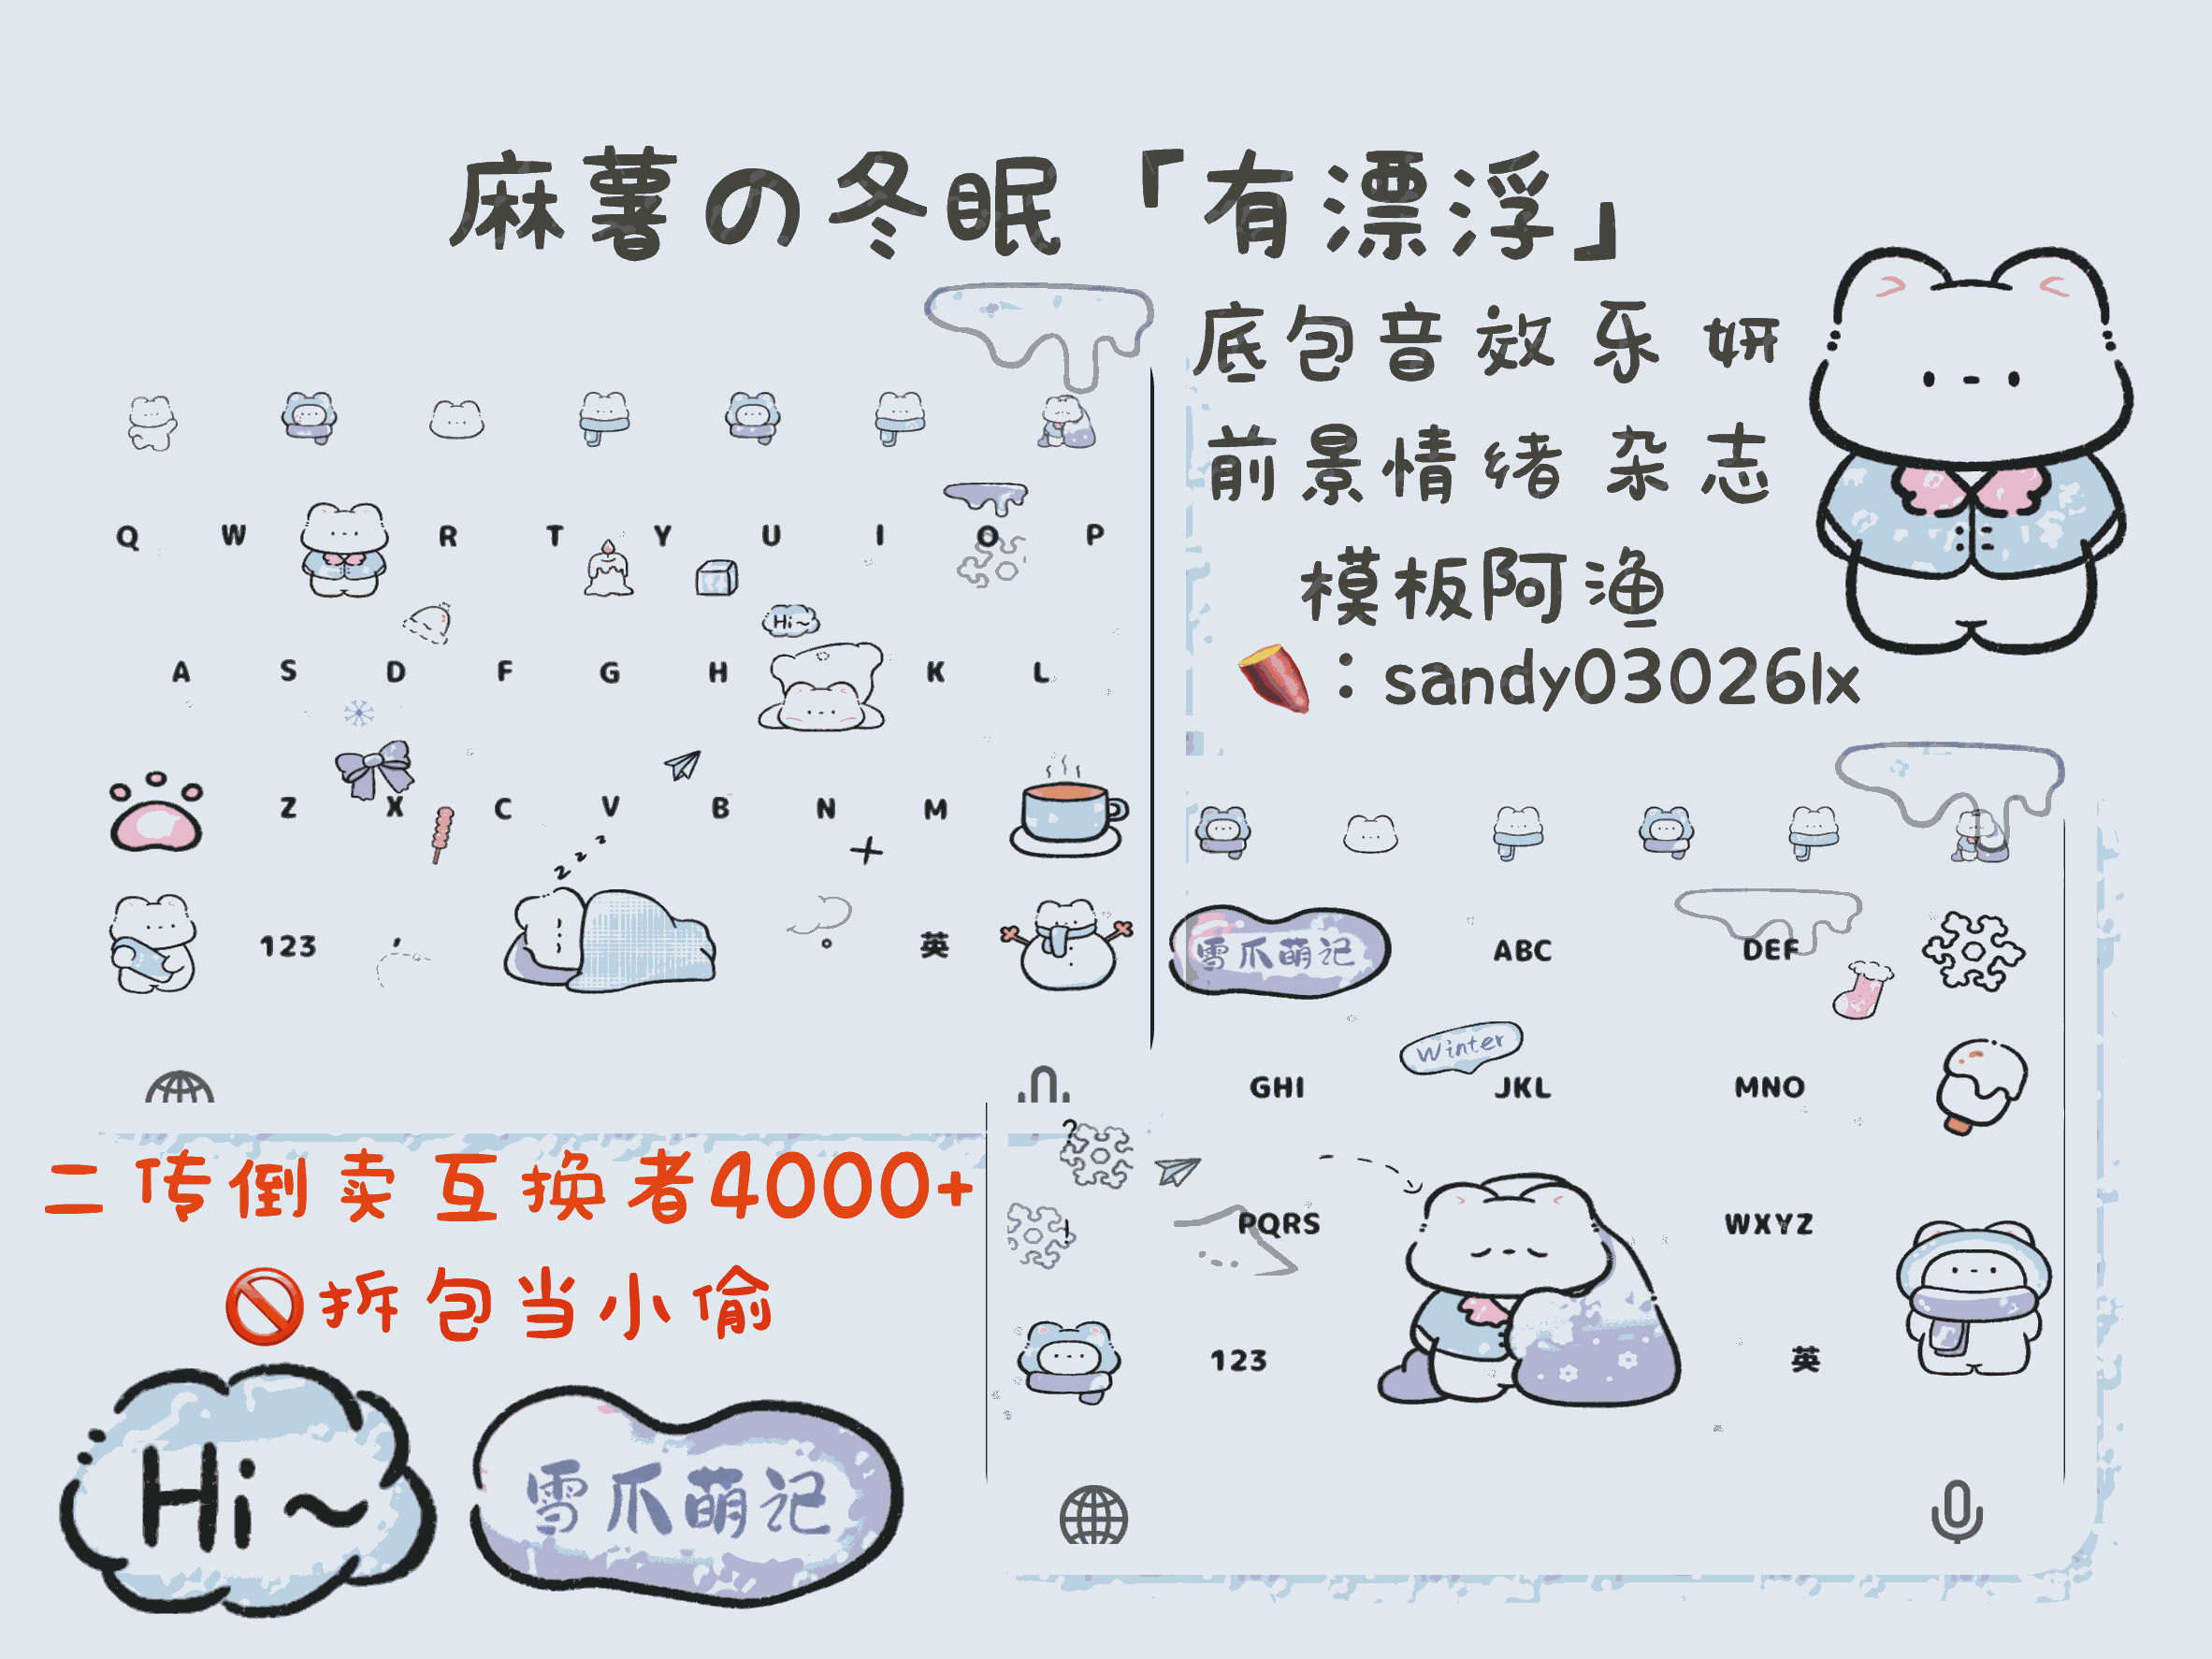 麻薯の冬眠「有漂浮」
底包音效乐妍
前景情绪杂志
模板阿渔
🍠：sandy03026lx
Q W R T Y U I O P
Hi~
A S D F G H K L
Z X C V B N M
z z z
123 , 。 英
雪爪萌记 ABC DEF
Winter
GHI JKL MNO
?
! PQRS WXYZ
123 英
二传倒卖互换者4000+
🚫拆包当小偷
Hi~
雪爪萌记